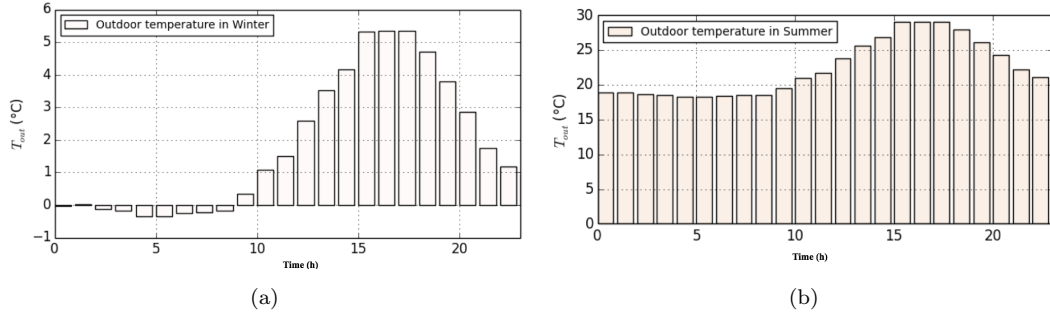 Outdoor temperature in Winter
6
5
4
3
2
1
0
−1
T_out (°C)
0 5 10 15 20
Time (h)
(a)
Outdoor temperature in Summer
30
25
20
15
10
5
0
T_out (°C)
0 5 10 15 20
Time (h)
(b)